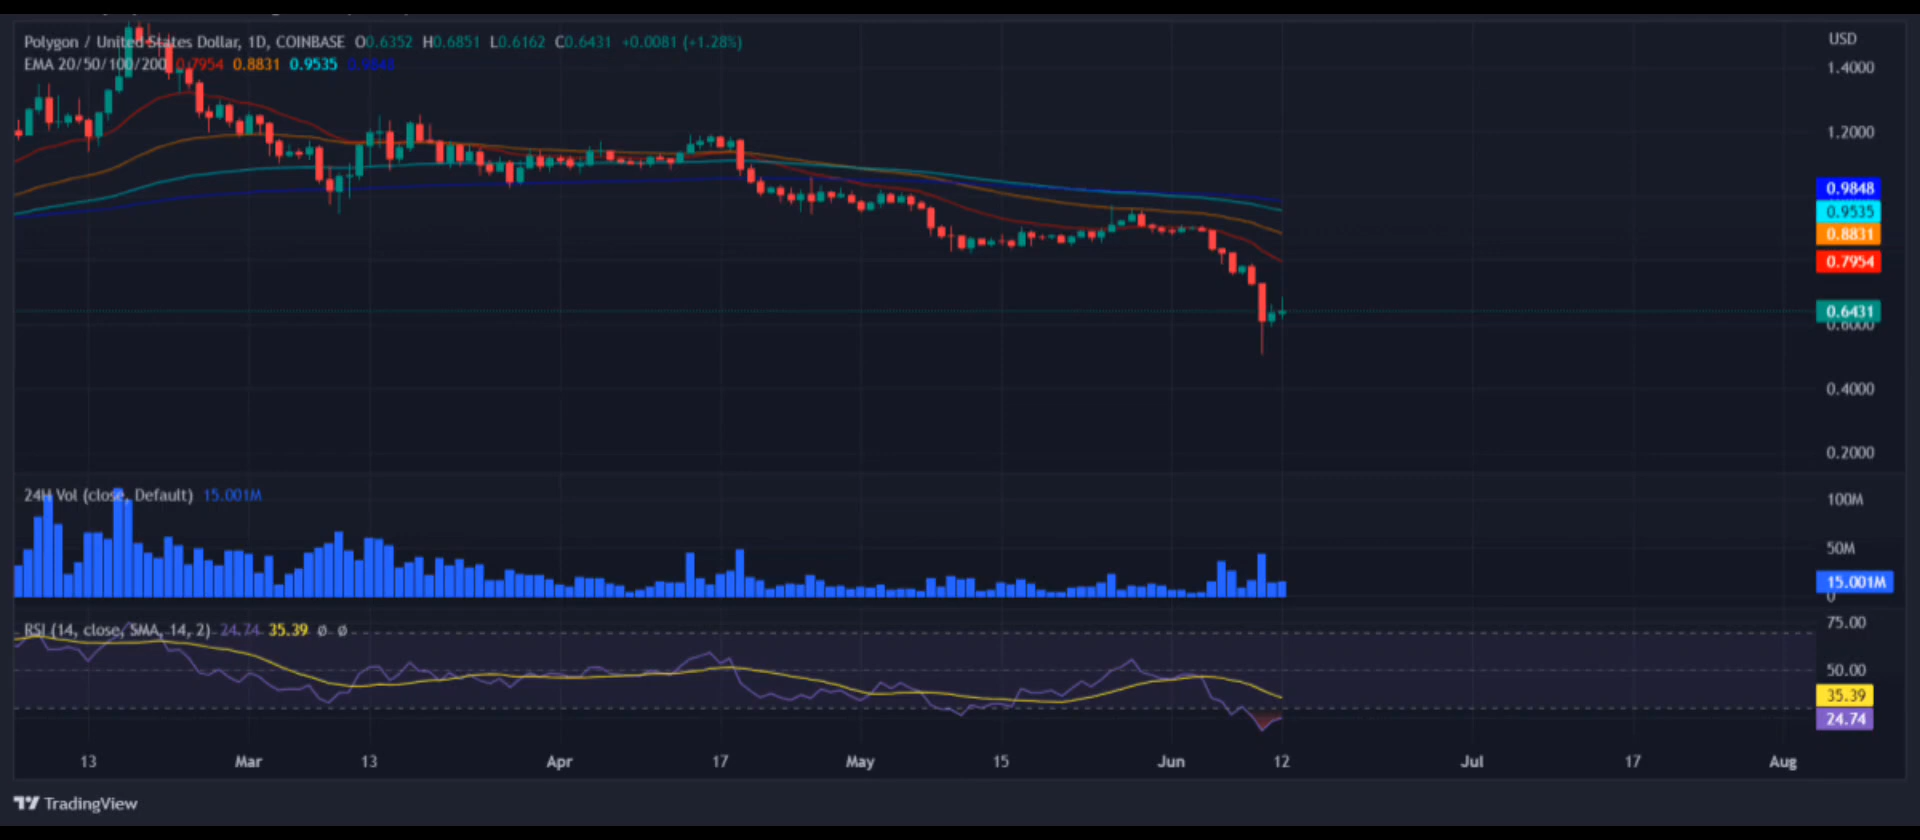 Polygon / United States Dollar, 1D, COINBASE O0.6352 H0.6851 L0.6162 C0.6431 +0.0081 (+1.28%)
EMA 20/50/100/200 0.7954 0.8831 0.9535 0.9848
USD
1.4000
1.2000
0.9848
0.9535
0.8831
0.7954
0.6431
0.6000
0.4000
0.2000
24H Vol (close, Default) 15.001M
100M
50M
15.001M
0
RSI (14, close, SMA, 14, 2) 24.74 35.39 ø ø
75.00
50.00
35.39
24.74
13 Mar 13 Apr 17 May 15 Jun 12 Jul 17 Aug
TradingView